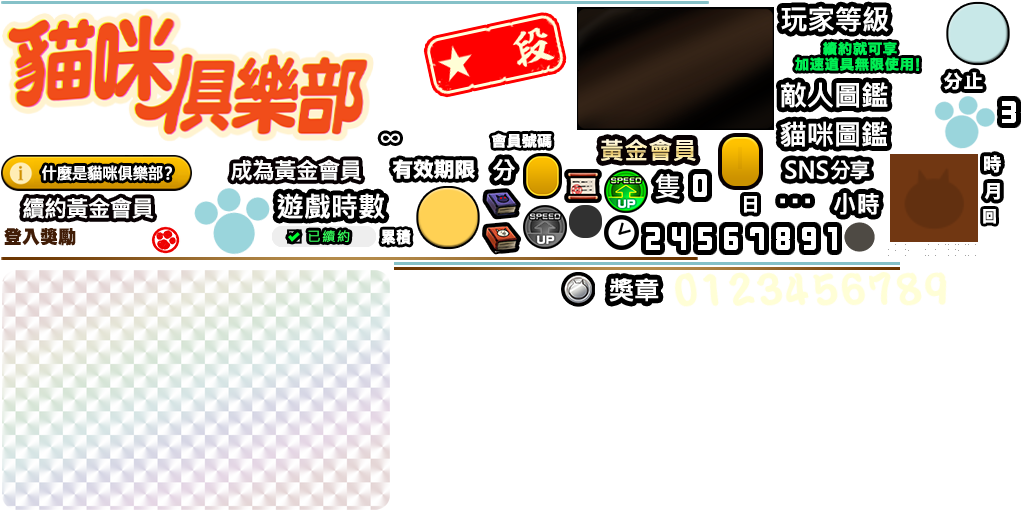 貓咪俱樂部
段
玩家等級
續約就可享
加速道具無限使用!
敵人圖鑑
貓咪圖鑑
分止
3
∞
會員號碼
黃金會員
i 什麼是貓咪俱樂部?
成為黃金會員
有效期限
分
SPEED UP
隻
0
SNS分享
時
月
回
續約黃金會員
遊戲時數
SPEED UP
日
...
小時
登入獎勵
已續約
累積
24567891
獎章
0123456789